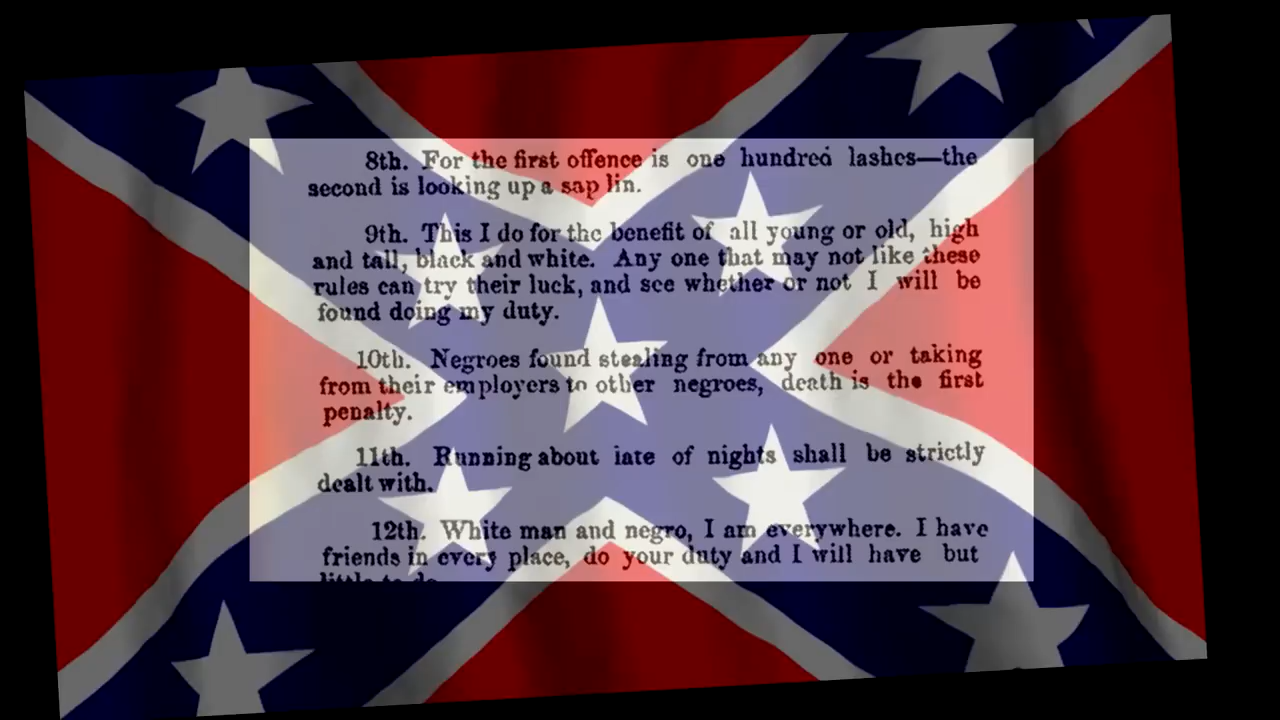 8th. For the first offence is one hundred lashes—the
second is looking up a sap lin.
9th. This I do for the benefit of all young or old, high
and tall, black and white. Any one that may not like these
rules can try their luck, and see whether or not I will be
found doing my duty.
10th. Negroes found stealing from any one or taking
from their employers to other negroes, death is the first
penalty.
11th. Running about late of nights shall be strictly
dealt with.
12th. White man and negro, I am everywhere. I have
friends in every place, do your duty and I will have but